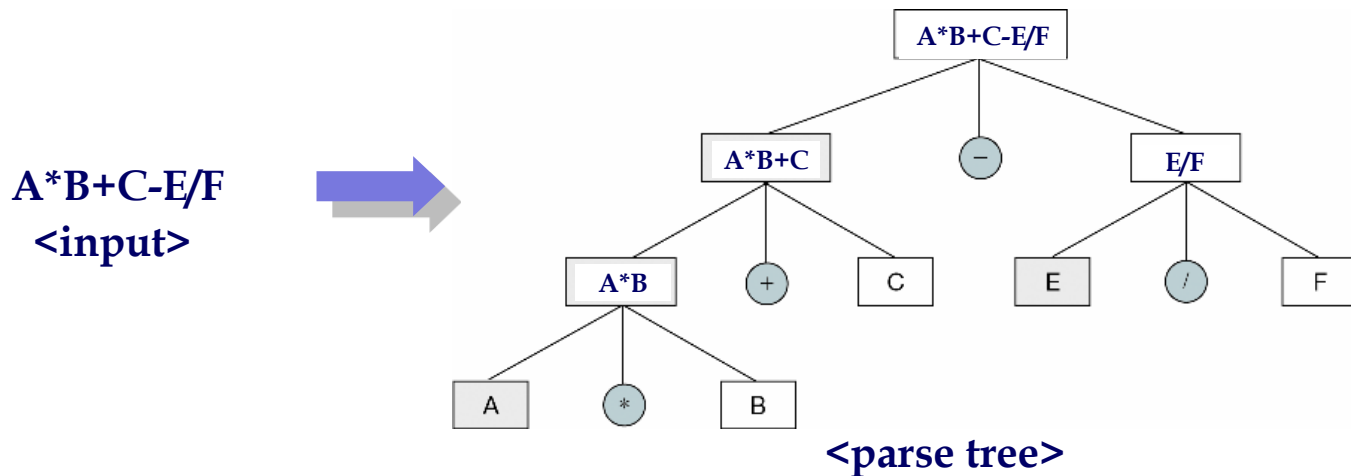 A*B+C-E/F
A*B+C
−
E/F
A*B+C-E/F
<input>
A*B
+
C
E
/
F
A
*
B
<parse tree>